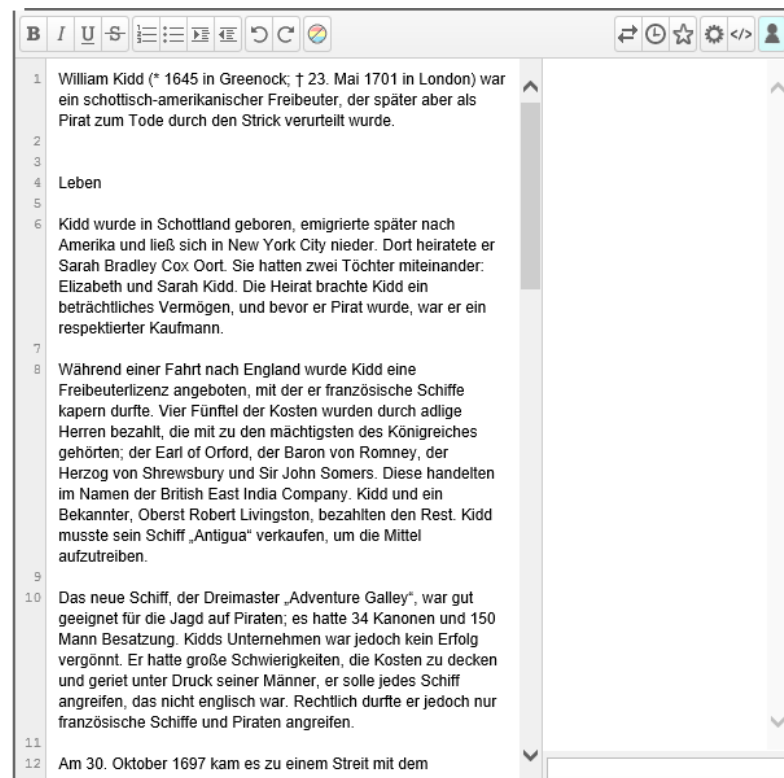 B I U S </>
1 William Kidd (* 1645 in Greenock; † 23. Mai 1701 in London) war
ein schottisch-amerikanischer Freibeuter, der später aber als
Pirat zum Tode durch den Strick verurteilt wurde.
2
3
4 Leben
5
6 Kidd wurde in Schottland geboren, emigrierte später nach
Amerika und ließ sich in New York City nieder. Dort heiratete er
Sarah Bradley Cox Oort. Sie hatten zwei Töchter miteinander:
Elizabeth und Sarah Kidd. Die Heirat brachte Kidd ein
beträchtliches Vermögen, und bevor er Pirat wurde, war er ein
respektierter Kaufmann.
7
8 Während einer Fahrt nach England wurde Kidd eine
Freibeuterlizenz angeboten, mit der er französische Schiffe
kapern durfte. Vier Fünftel der Kosten wurden durch adlige
Herren bezahlt, die mit zu den mächtigsten des Königreiches
gehörten; der Earl of Orford, der Baron von Romney, der
Herzog von Shrewsbury und Sir John Somers. Diese handelten
im Namen der British East India Company. Kidd und ein
Bekannter, Oberst Robert Livingston, bezahlten den Rest. Kidd
musste sein Schiff „Antigua“ verkaufen, um die Mittel
aufzutreiben.
9
10 Das neue Schiff, der Dreimaster „Adventure Galley“, war gut
geeignet für die Jagd auf Piraten; es hatte 34 Kanonen und 150
Mann Besatzung. Kidds Unternehmen war jedoch kein Erfolg
vergönnt. Er hatte große Schwierigkeiten, die Kosten zu decken
und geriet unter Druck seiner Männer, er solle jedes Schiff
angreifen, das nicht englisch war. Rechtlich durfte er jedoch nur
französische Schiffe und Piraten angreifen.
11
12 Am 30. Oktober 1697 kam es zu einem Streit mit dem